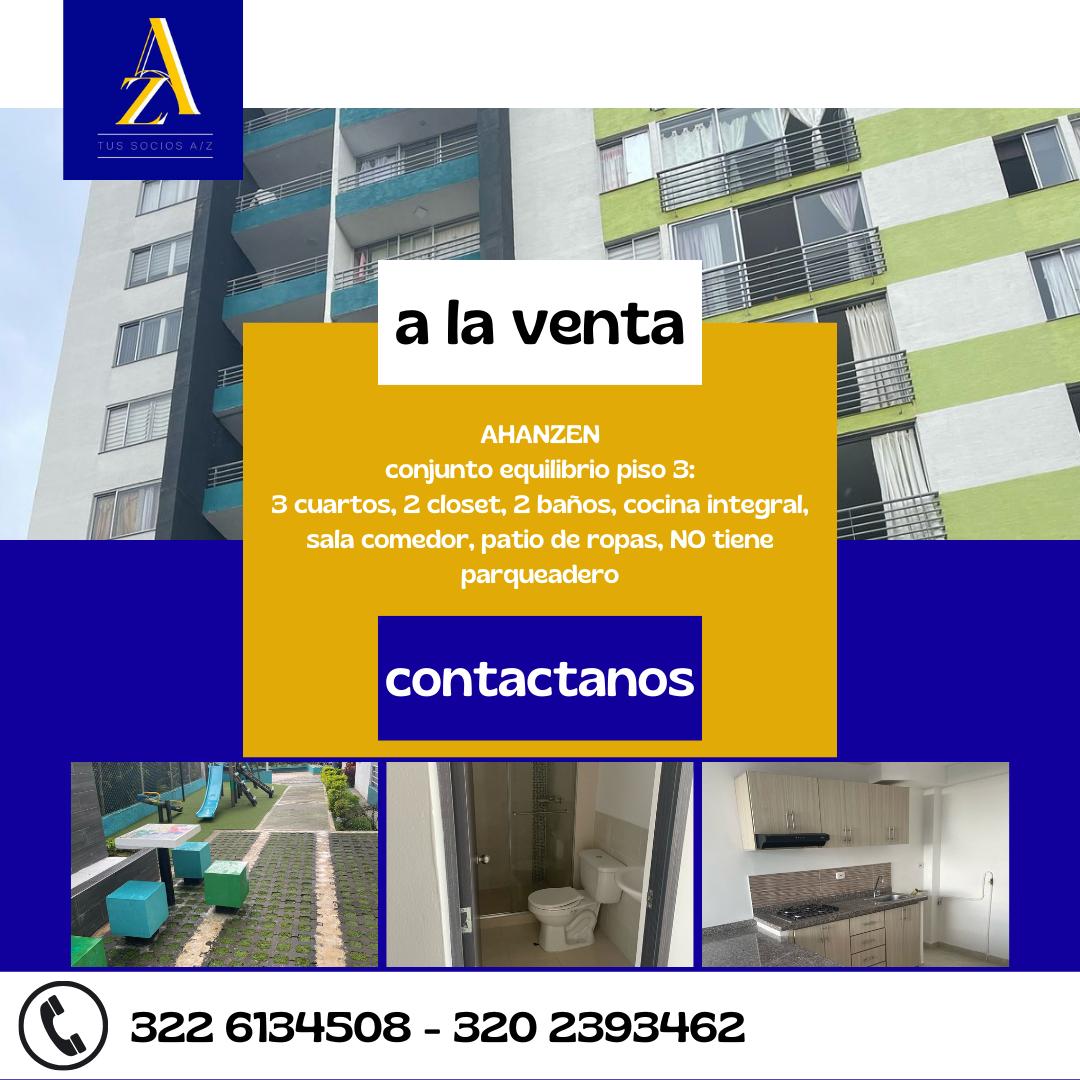 AZ
TUS SOCIOS A/Z
a la venta
AHANZEN
conjunto equilibrio piso 3:
3 cuartos, 2 closet, 2 baños, cocina integral,
sala comedor, patio de ropas, NO tiene
parqueadero
contactanos
322 6134508 - 320 2393462